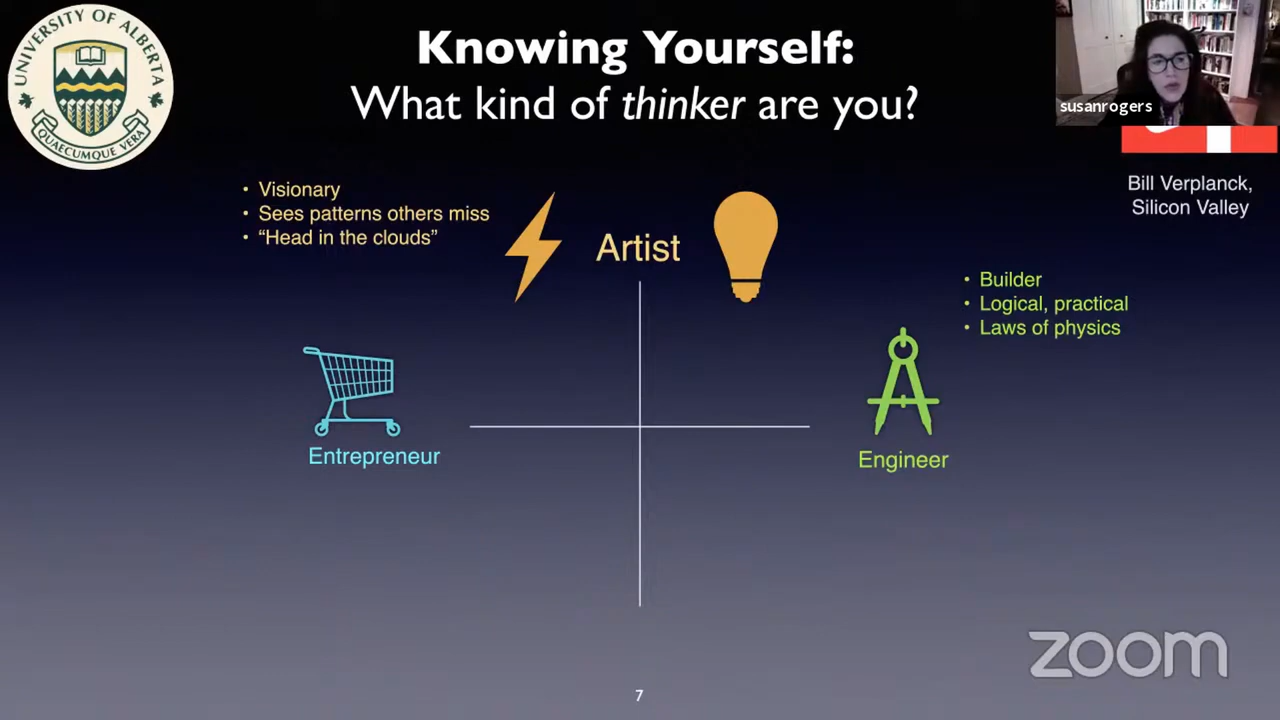 UNIVERSITY OF ALBERTA
QUAECUMQUE VERA
Knowing Yourself:
What kind of thinker are you?
susanrogers
Bill Verplanck,
Silicon Valley
• Visionary
• Sees patterns others miss
• “Head in the clouds”
Artist
• Builder
• Logical, practical
• Laws of physics
Entrepreneur
Engineer
zoom
7